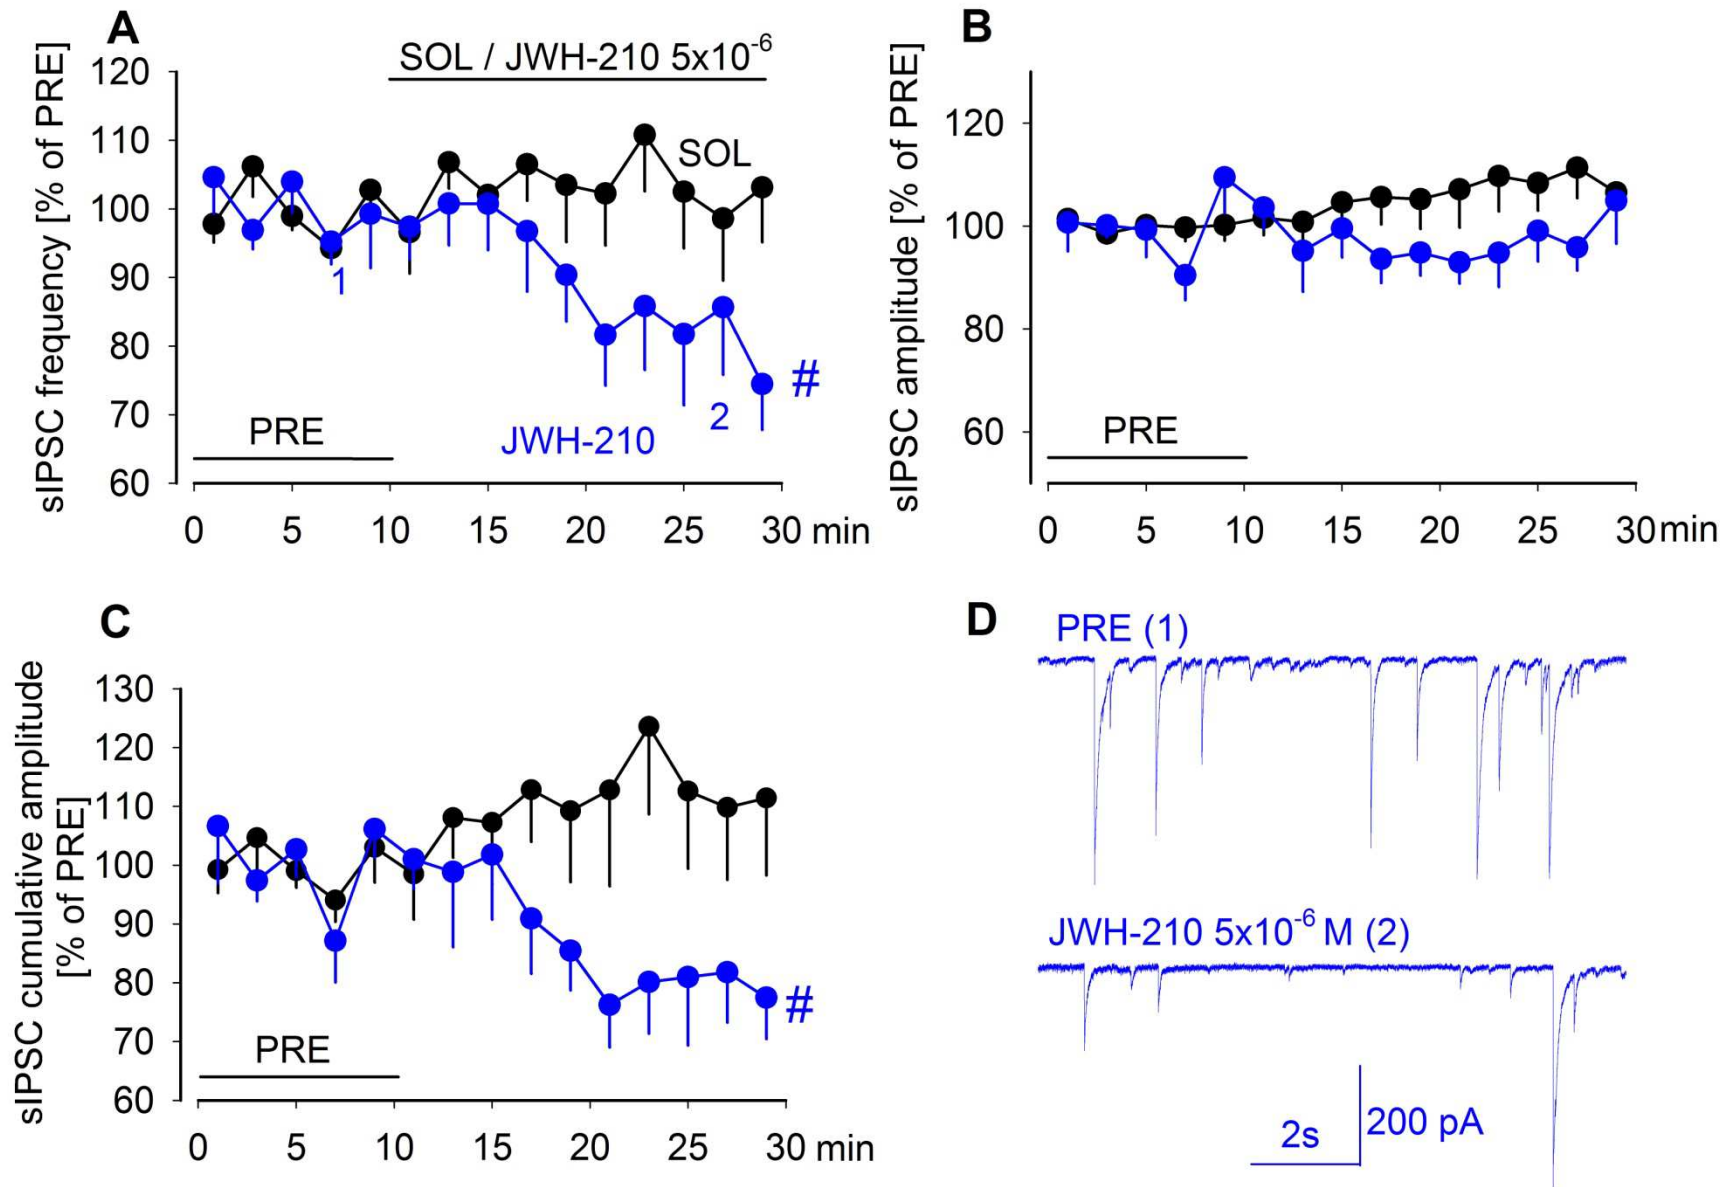 A
SOL / JWH-210 5x10⁻⁶
sIPSC frequency [% of PRE]
120
110
100
90
80
70
60
SOL
1
2
#
PRE
JWH-210
0 5 10 15 20 25 30 min
B
sIPSC amplitude [% of PRE]
120
100
80
60
PRE
0 5 10 15 20 25 30 min
C
sIPSC cumulative amplitude
[% of PRE]
130
120
110
100
90
80
70
60
#
PRE
0 5 10 15 20 25 30 min
D
PRE (1)
JWH-210 5x10⁻⁶ M (2)
200 pA
2s